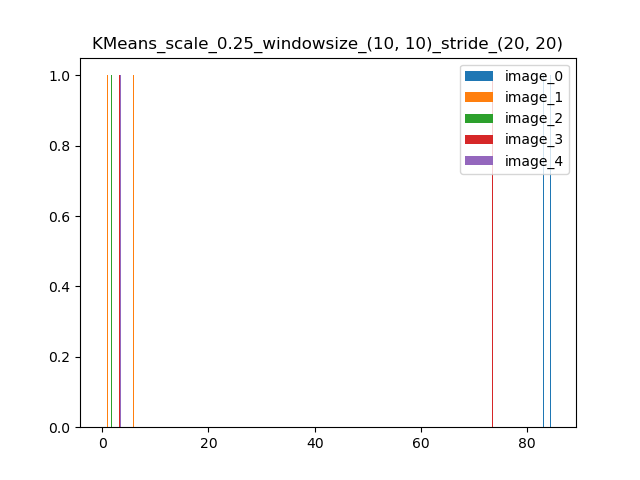 KMeans_scale_0.25_windowsize_(10, 10)_stride_(20, 20)
1.0
0.8
0.6
0.4
0.2
0.0
0 20 40 60 80
image_0
image_1
image_2
image_3
image_4